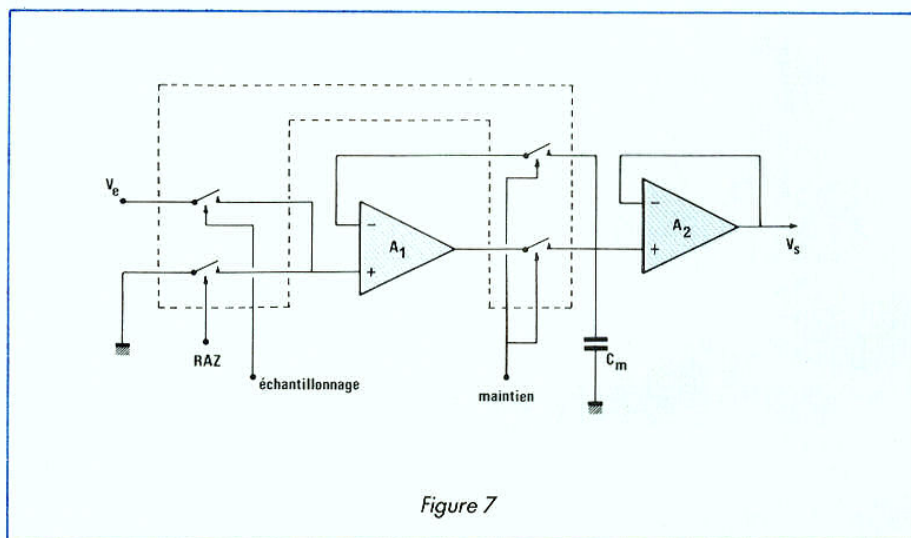 Ve
−
+
A1
−
+
A2
Vs
RAZ
échantillonnage
maintien
Cm
Figure 7